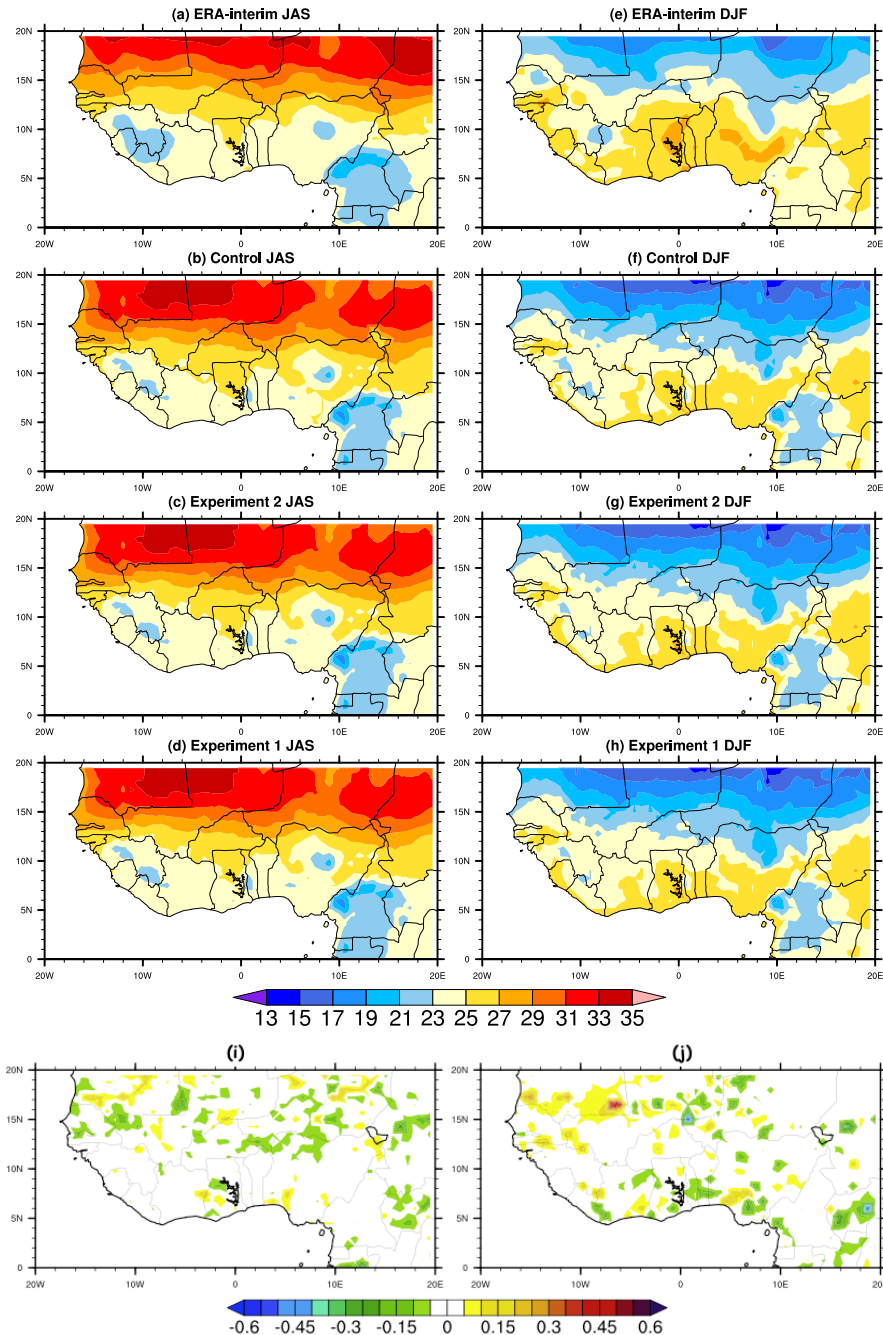 (a) ERA-interim JAS
20N
15N
10N
5N
0
20W
10W
0
10E
20E
(e) ERA-interim DJF
20N
15N
10N
5N
0
20W
10W
0
10E
20E
(b) Control JAS
20N
15N
10N
5N
0
20W
10W
0
10E
20E
(f) Control DJF
20N
15N
10N
5N
0
20W
10W
0
10E
20E
(c) Experiment 2 JAS
20N
15N
10N
5N
0
20W
10W
0
10E
20E
(g) Experiment 2 DJF
20N
15N
10N
5N
0
20W
10W
0
10E
20E
(d) Experiment 1 JAS
20N
15N
10N
5N
0
20W
10W
0
10E
20E
(h) Experiment 1 DJF
20N
15N
10N
5N
0
20W
10W
0
10E
20E
13 15 17 19 21 23 25 27 29 31 33 35
(i)
20N
15N
10N
5N
0
20W
10W
0
10E
20E
(j)
20N
15N
10N
5N
0
20W
10W
0
10E
20E
-0.6 -0.45 -0.3 -0.15 0 0.15 0.3 0.45 0.6